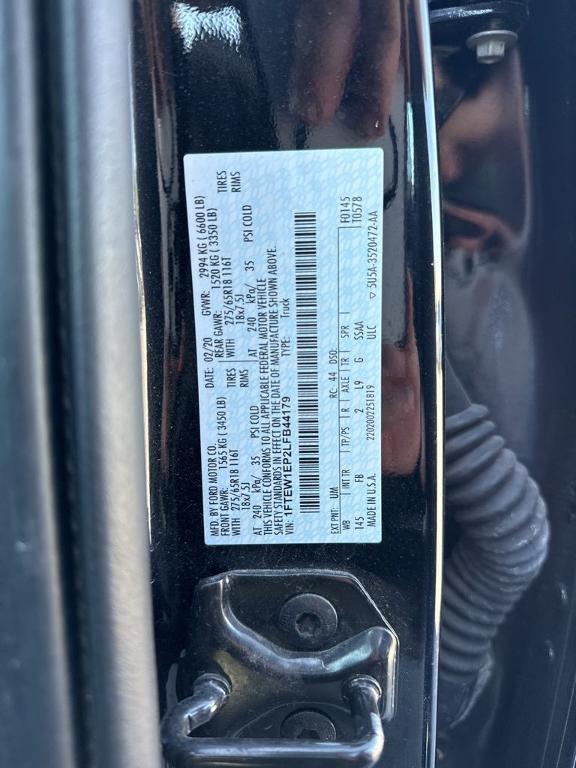 MFD. BY FORD MOTOR CO.
DATE: 02/20 GVWR: 2994 KG ( 6600 LB)
FRONT GAWR: 1565 KG (3450 LB) REAR GAWR: 1520 KG ( 3350 LB)
WITH 275/65R18 116T TIRES WITH 275/65R18 116T TIRES
18x7.5J RIMS 18x7.5J RIMS
AT 240 kPa/ 35 PSI COLD AT 240 kPa/ 35 PSI COLD
THIS VEHICLE CONFORMS TO ALL APPLICABLE FEDERAL MOTOR VEHICLE
SAFETY STANDARDS IN EFFECT ON THE DATE OF MANUFACTURE SHOWN ABOVE.
VIN: 1FTEW1EP2LFB44179 TYPE: Truck
F0145
T0578
EXT PNT: UM RC: 44 DSO:
WB INT TR TP/PS R AXLE TR SPR
145 FB 2 L9 G SSAA
MADE IN U.S.A. 2202002251819 ULC ▽ 5U5A-3520472-AA